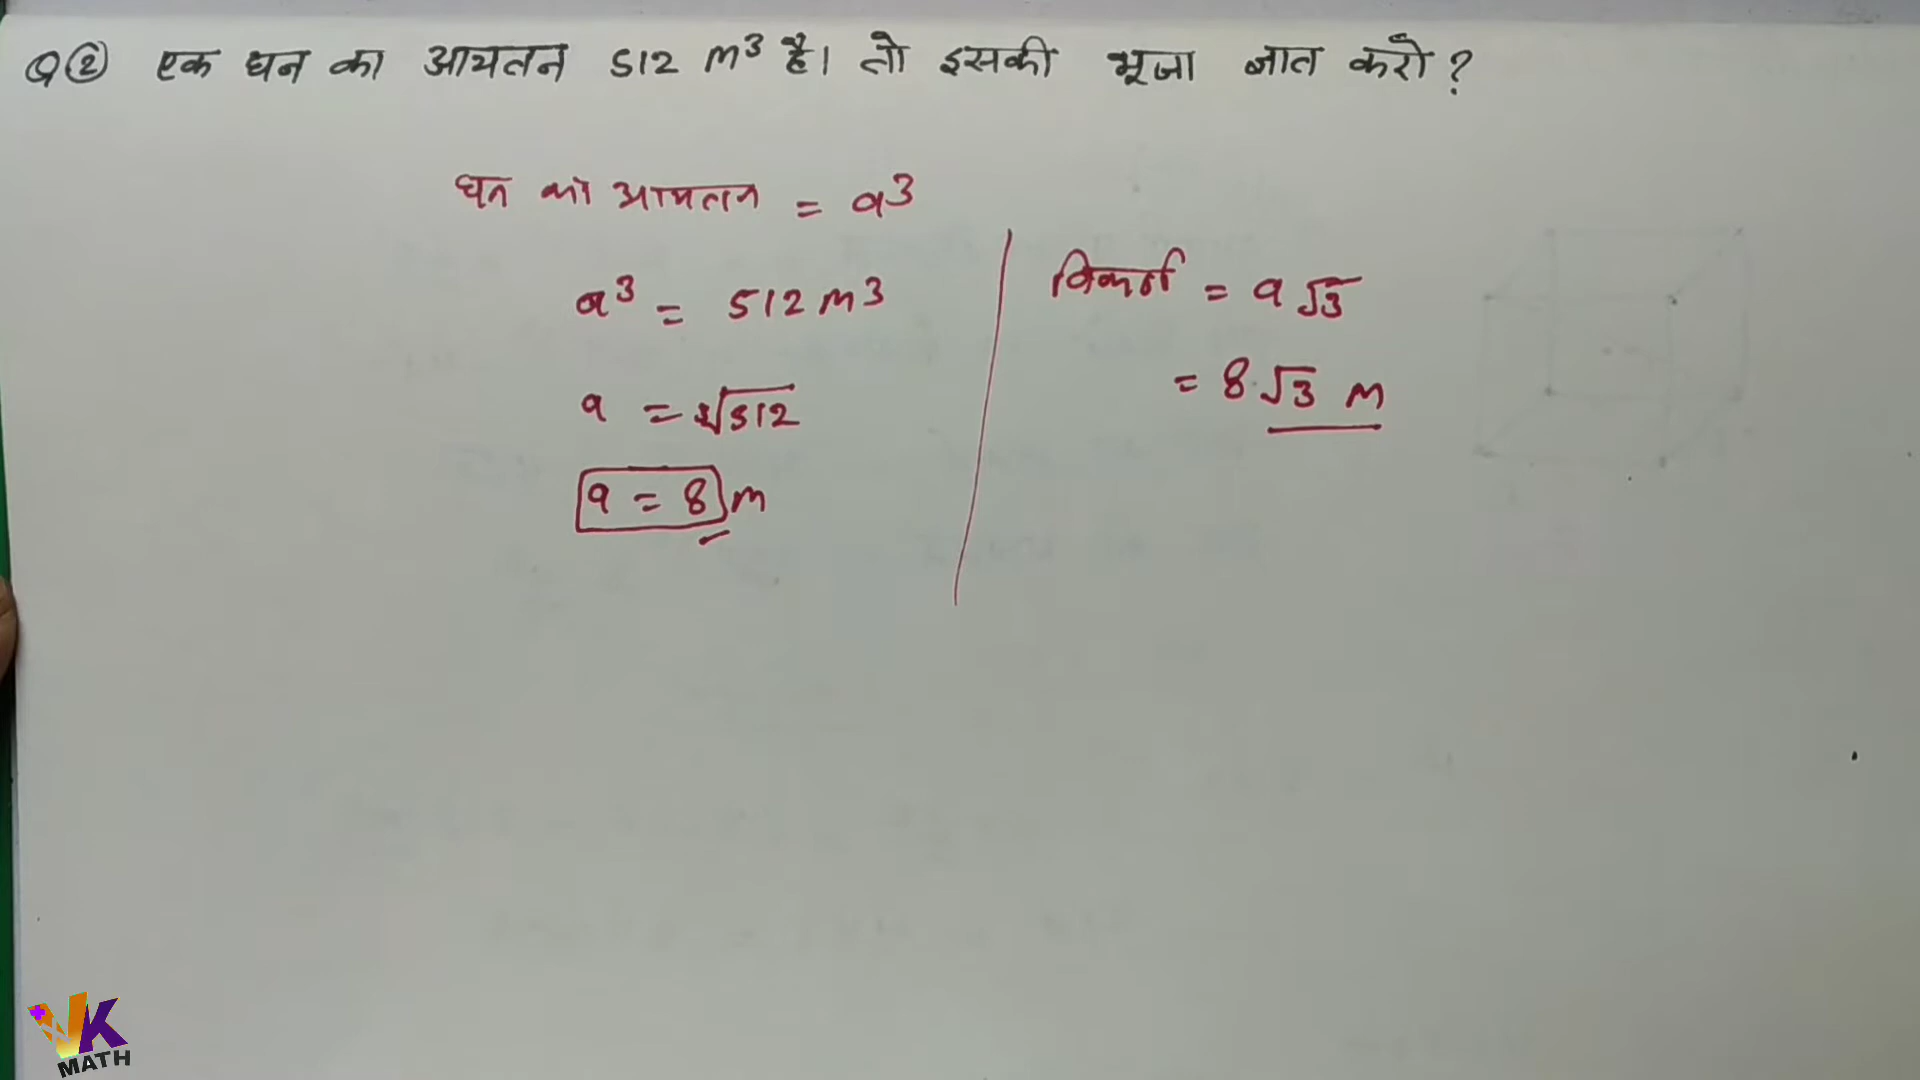 Q② एक घन का आयतन 512 m³ है। तो इसकी भूजा ज्ञात करो?
घन का आयतन = a³
a³ = 512 m³
a = ∛512
a = 8 m
विकर्ण = a√3
= 8√3 m
VK
MATH